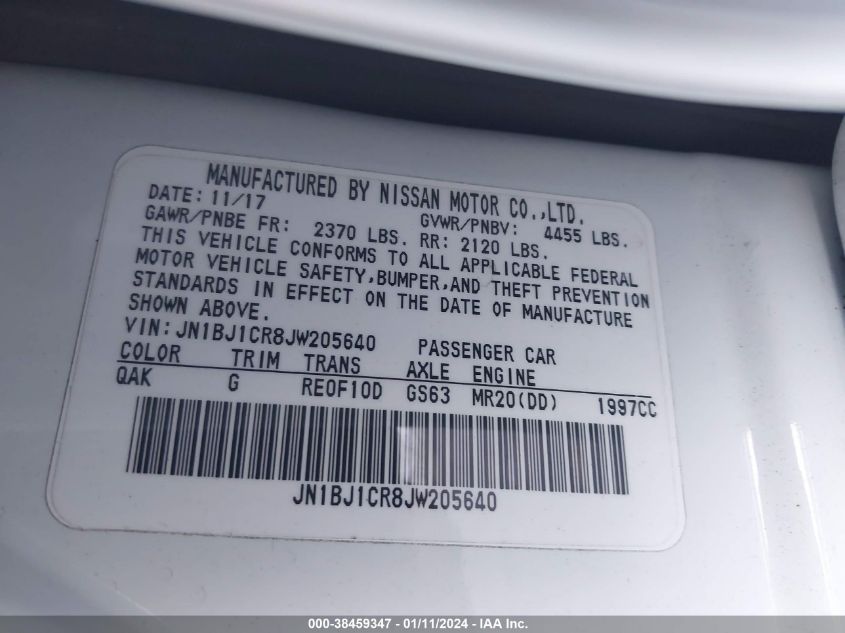 MANUFACTURED BY NISSAN MOTOR CO.,LTD.
DATE: 11/17
GAWR/PNBE FR: 2370 LBS. RR: 2120 LBS. GVWR/PNBV: 4455 LBS.
THIS VEHICLE CONFORMS TO ALL APPLICABLE FEDERAL
MOTOR VEHICLE SAFETY,BUMPER,AND THEFT PREVENTION
STANDARDS IN EFFECT ON THE DATE OF MANUFACTURE
SHOWN ABOVE.
VIN: JN1BJ1CR8JW205640 PASSENGER CAR
COLOR TRIM TRANS AXLE ENGINE
QAK G RE0F10D GS63 MR20(DD) 1997CC
JN1BJ1CR8JW205640
000-38459347 - 01/11/2024 - IAA Inc.